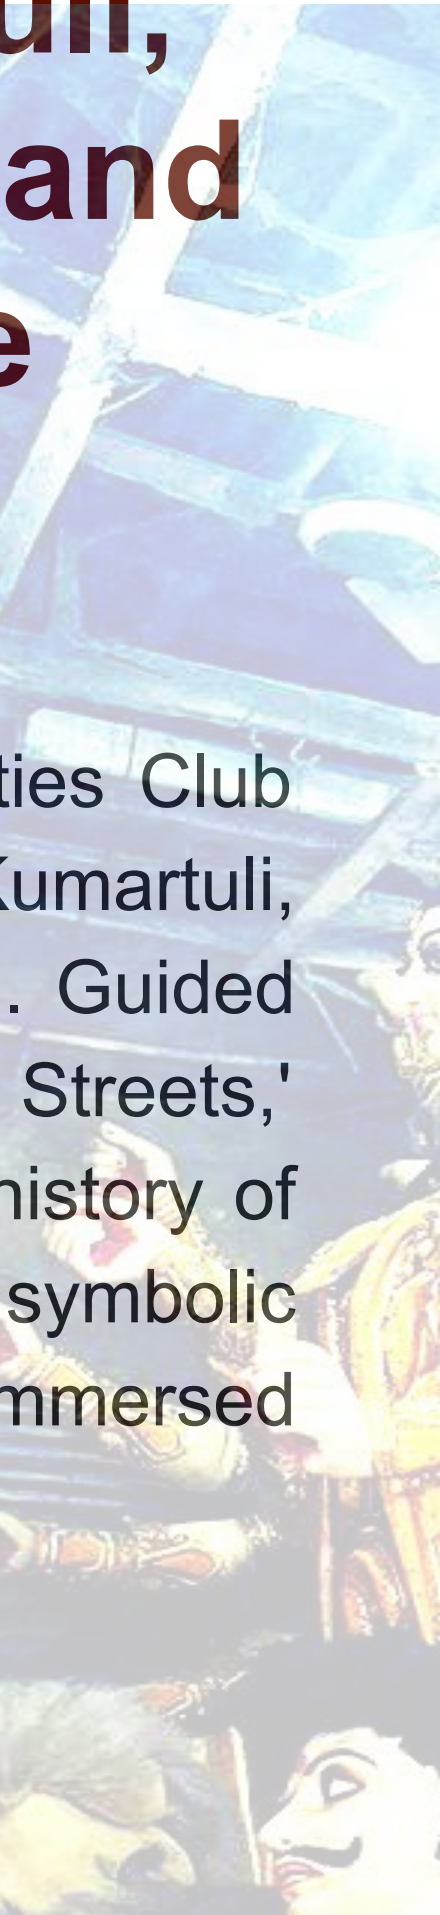 and
e
ties Club
Kumartuli,
. Guided
Streets,'
history of
symbolic
mmersed